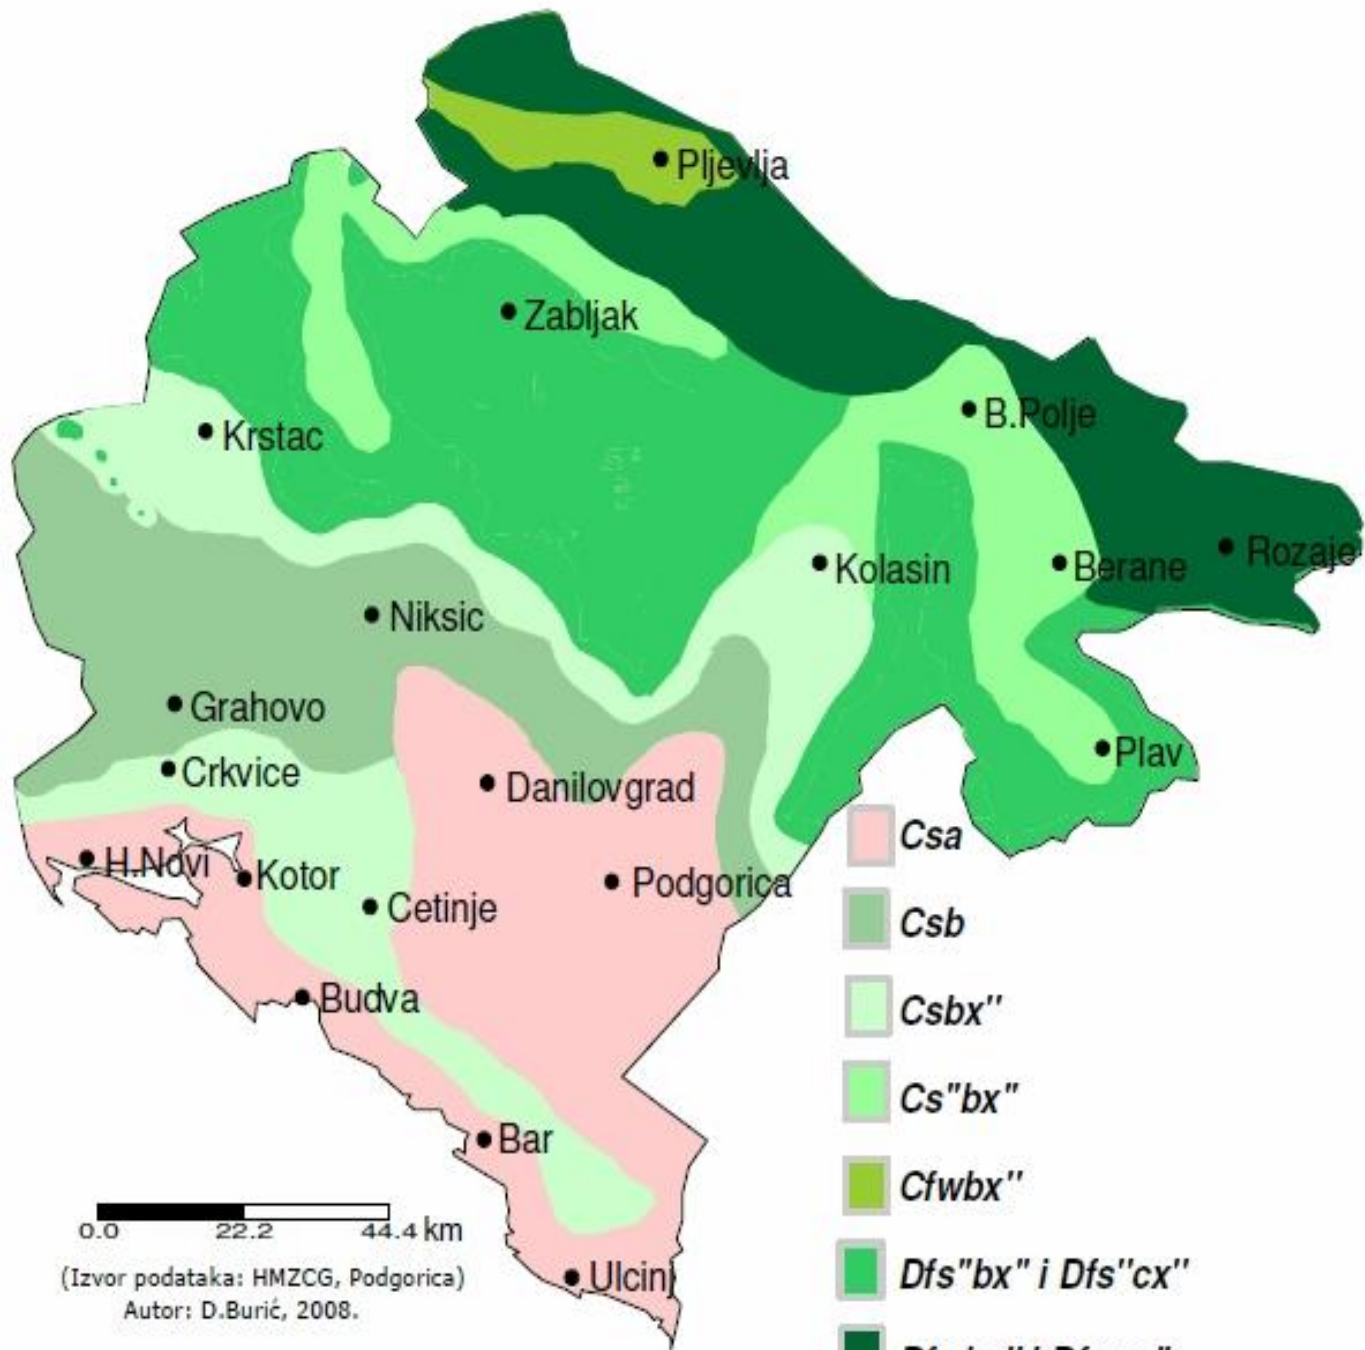 Pljevlja
Zabljak
B.Polje
Krstac
Kolasin
Berane
Rozaje
Niksic
Grahovo
Plav
Crkvice
Danilovgrad
H.Novi
Kotor
Podgorica
Cetinje
Budva
Bar
Ulcinj
Csa
Csb
Csbx"
Cs"bx"
Cfwbx"
Dfs"bx" i Dfs"cx"
0.0 22.2 44.4 km
(Izvor podataka: HMZCG, Podgorica)
Autor: D.Burić, 2008.